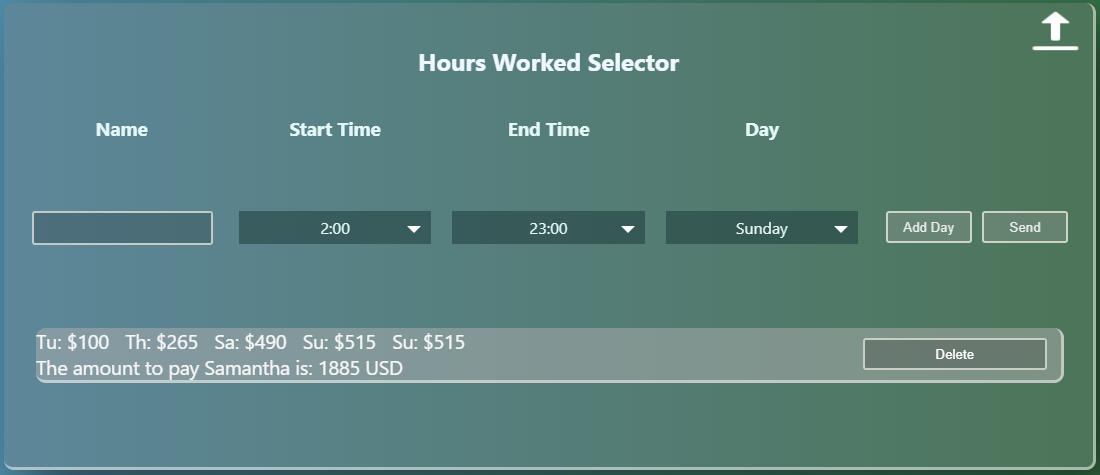 Hours Worked Selector
Name Start Time End Time Day
2:00 23:00 Sunday Add Day Send
Tu: $100 Th: $265 Sa: $490 Su: $515 Su: $515
The amount to pay Samantha is: 1885 USD
Delete